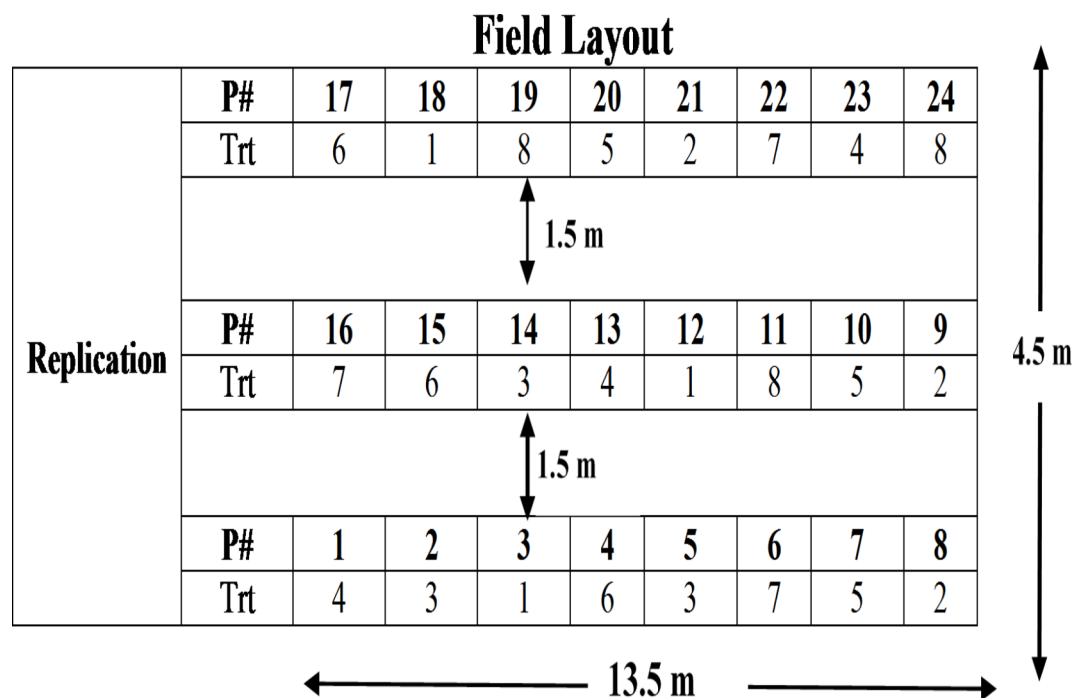 Field Layout
P# 17 18 19 20 21 22 23 24
Trt 6 1 8 5 2 7 4 8
1.5 m
P# 16 15 14 13 12 11 10 9
Replication
4.5 m
Trt 7 6 3 4 1 8 5 2
1.5 m
P# 1 2 3 4 5 6 7 8
Trt 4 3 1 6 3 7 5 2
13.5 m